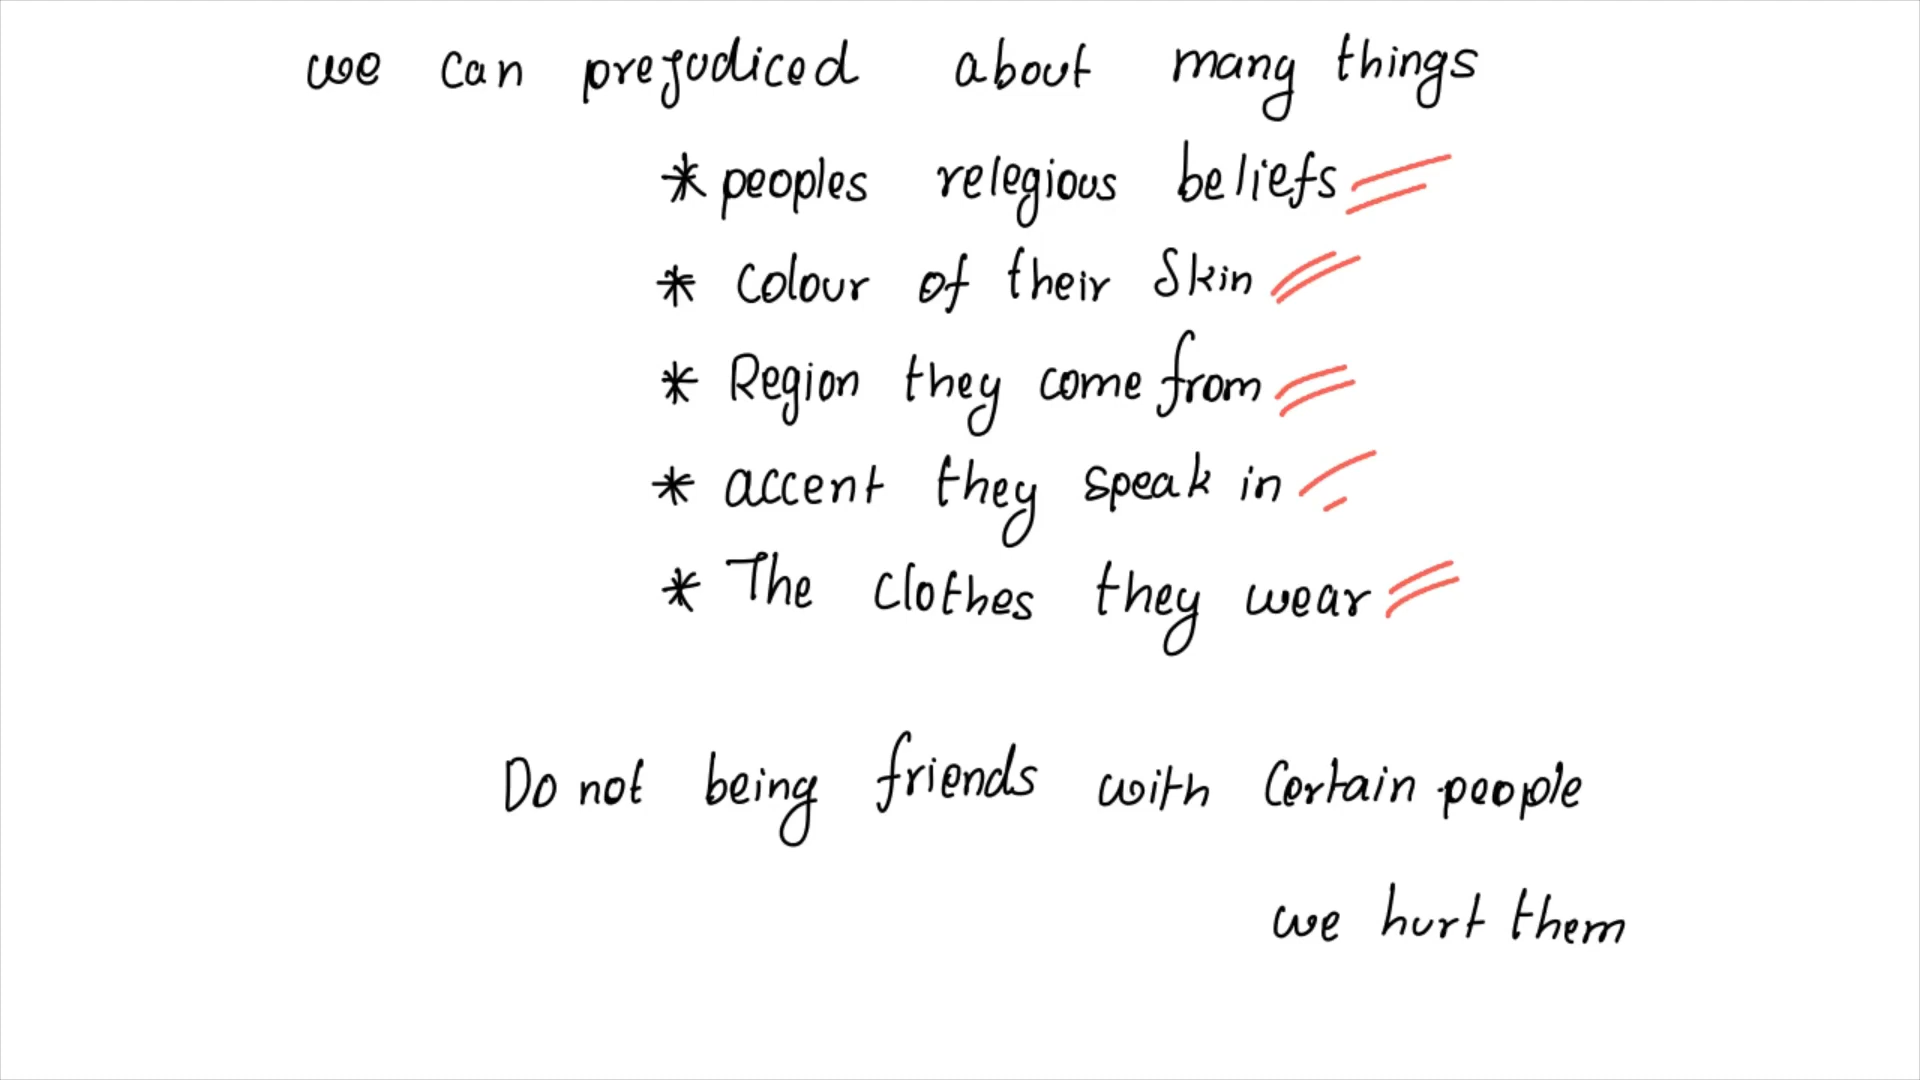 we can prejudiced about many things
* peoples relegious beliefs
* colour of their skin
* Region they come from
* accent they speak in
* The clothes they wear
Do not being friends with certain people
we hurt them